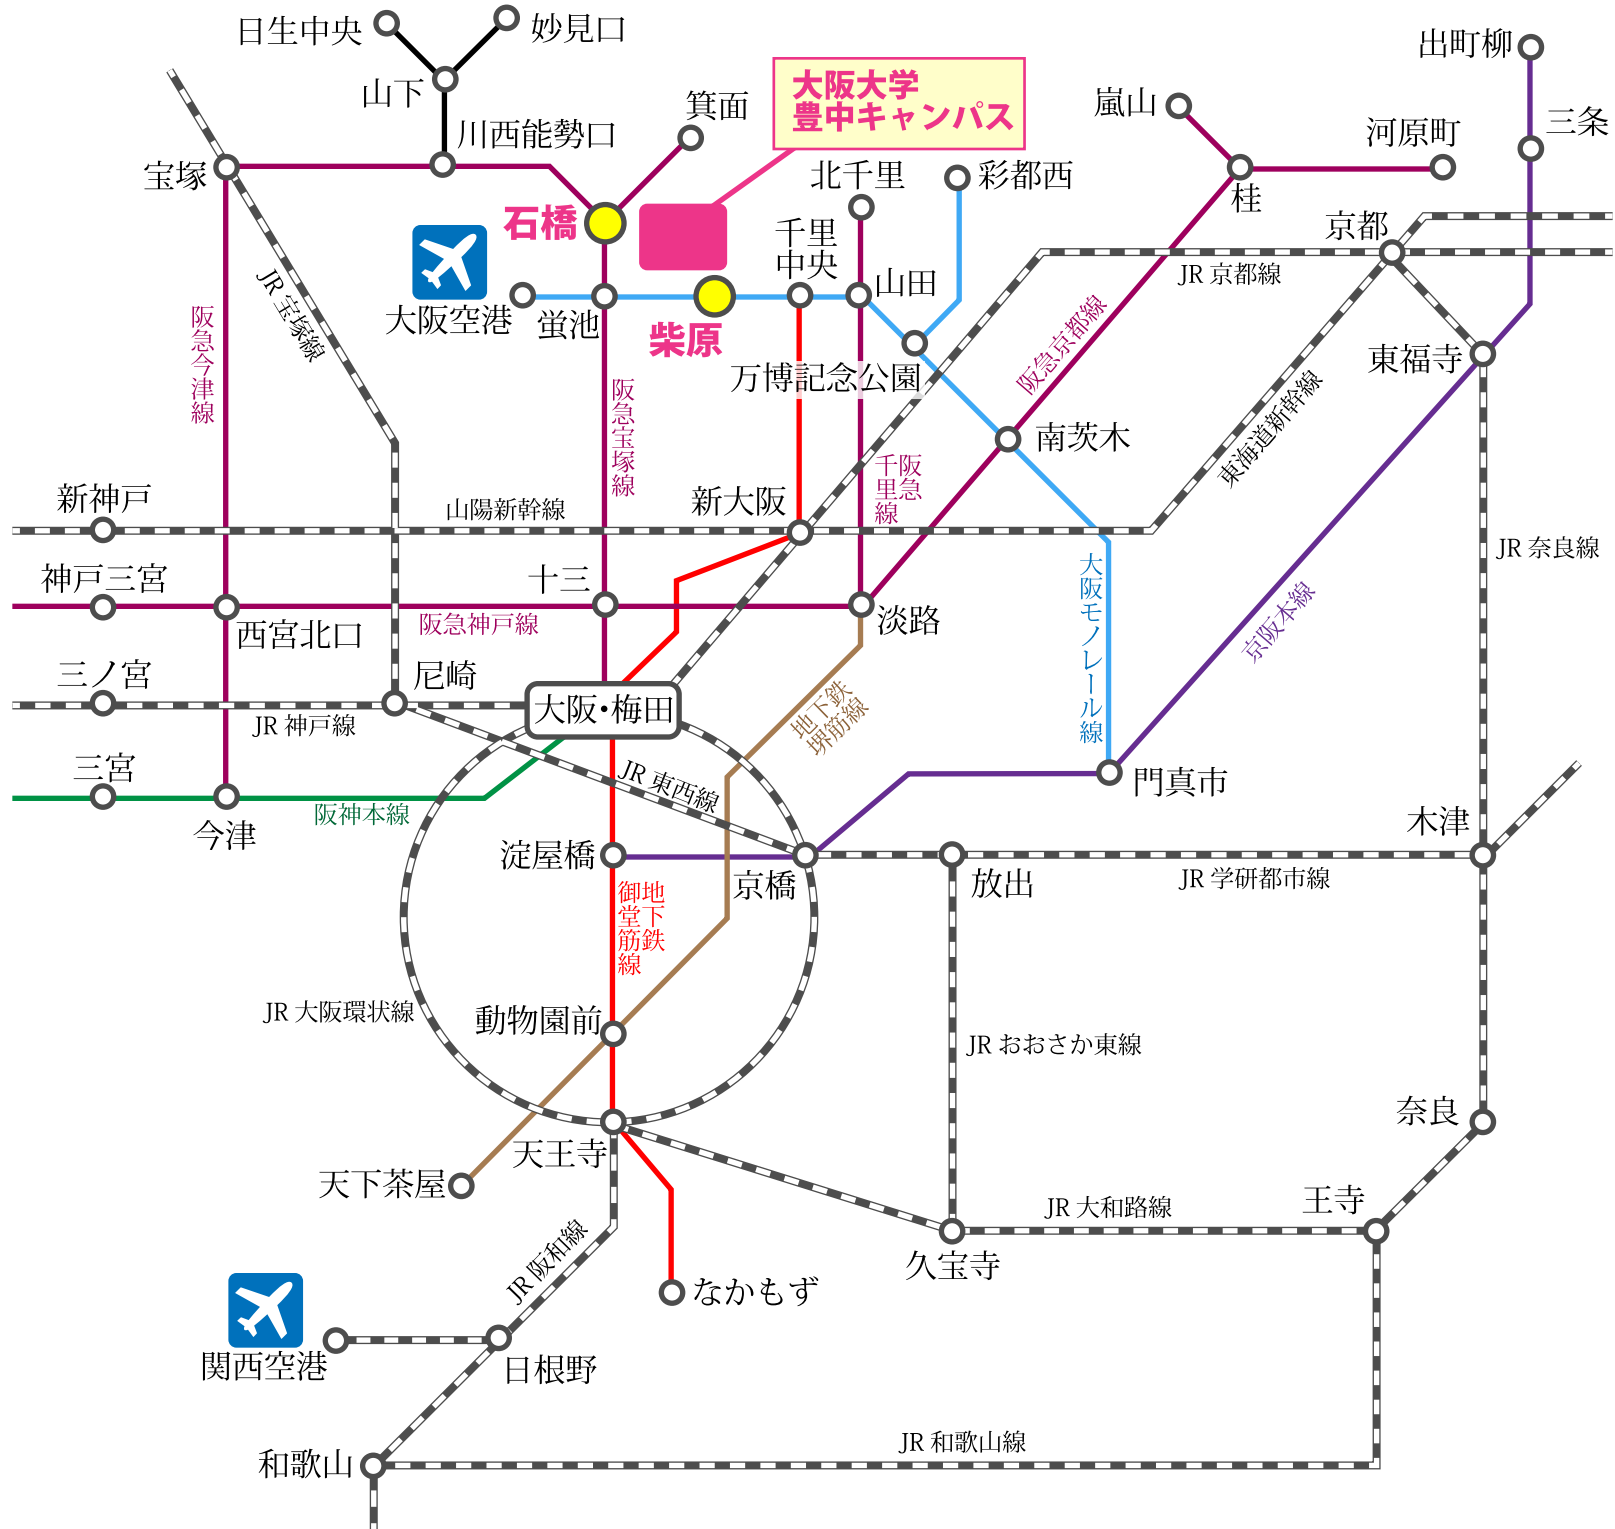 日生中央
妙見口
出町柳
山下
箕面
大阪大学
豊中キャンパス
嵐山
河原町
三条
川西能勢口
宝塚
北千里
彩都西
桂
石橋
千里
中央
京都
JR 宝塚線
山田
JR 京都線
大阪空港
蛍池
柴原
阪急今津線
阪急京都線
東福寺
万博記念公園
阪急宝塚線
東海道新幹線
南茨木
新神戸
山陽新幹線
新大阪
阪急
千里線
JR 奈良線
神戸三宮
十三
大阪モノレール線
京阪本線
西宮北口
阪急神戸線
淡路
三ノ宮
尼崎
大阪・梅田
地下鉄
堺筋線
JR 神戸線
三宮
JR 東西線
門真市
今津
阪神本線
木津
淀屋橋
京橋
放出
JR 学研都市線
地下鉄
御堂筋線
JR 大阪環状線
動物園前
JR おおさか東線
奈良
天王寺
天下茶屋
JR 大和路線
王寺
久宝寺
JR 阪和線
なかもず
関西空港
日根野
和歌山
JR 和歌山線